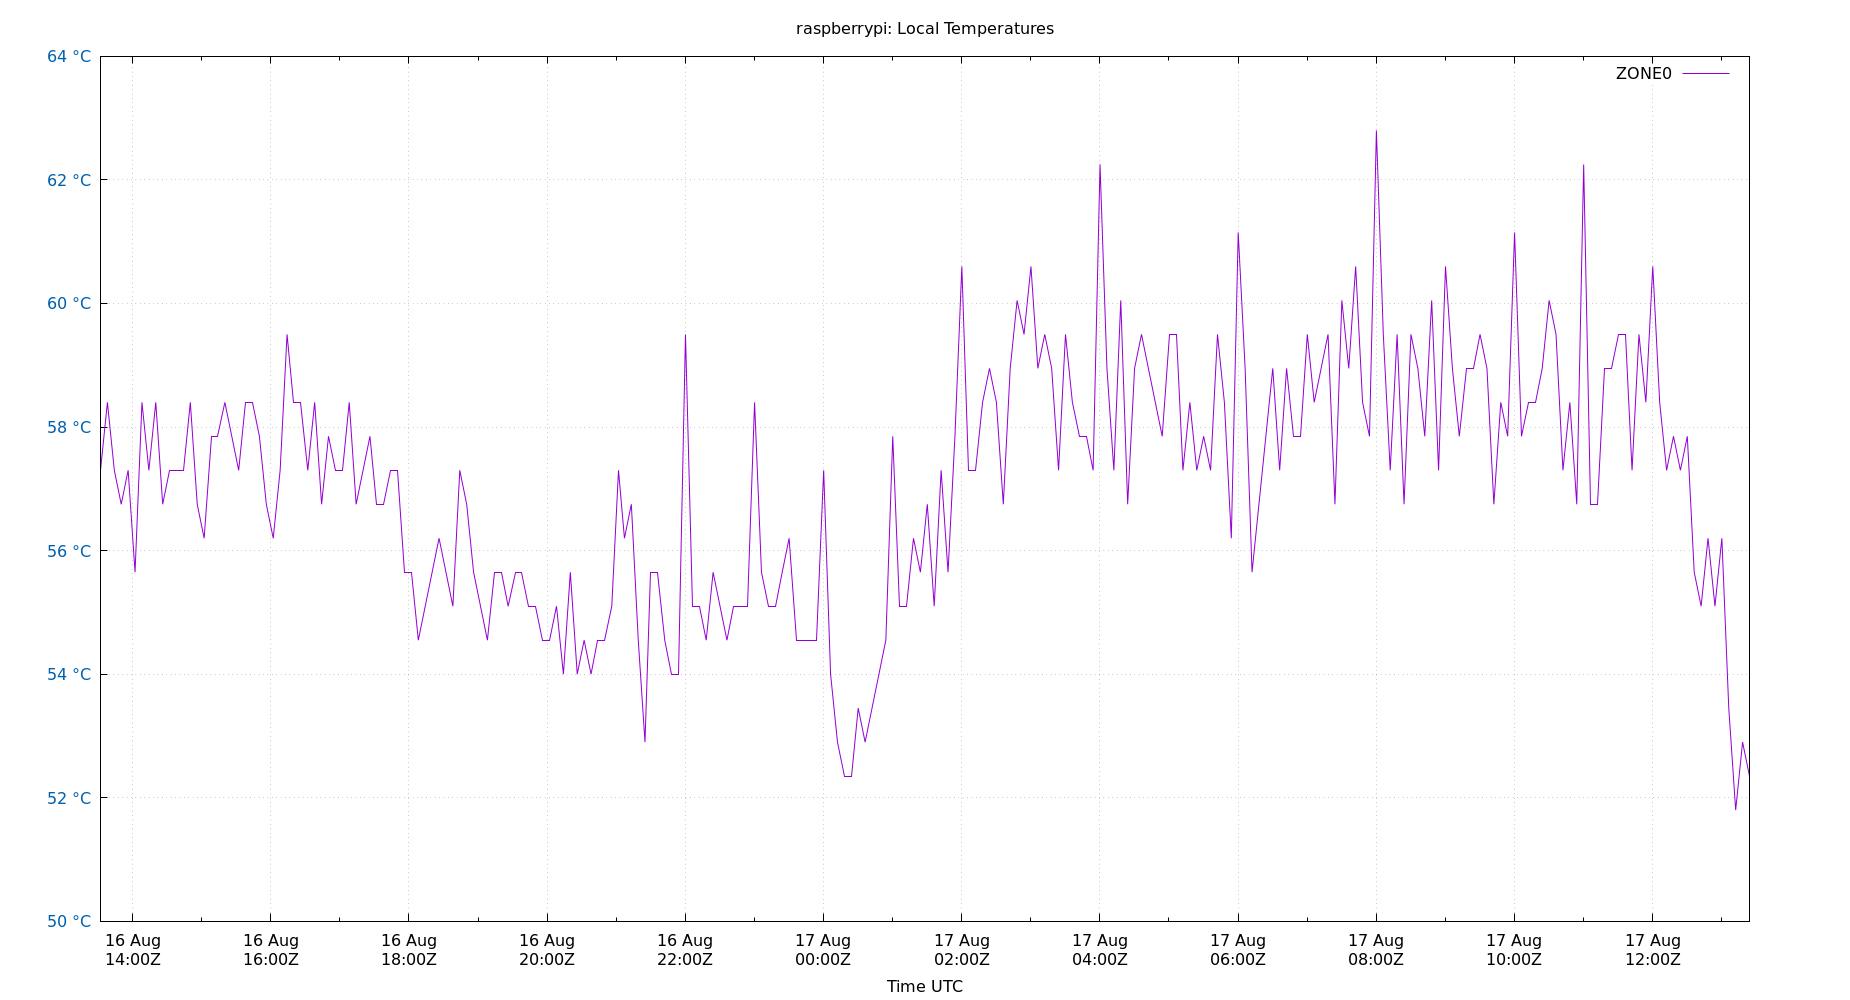 raspberrypi: Local Temperatures
64 °C
ZONE0
62 °C
60 °C
58 °C
56 °C
54 °C
52 °C
50 °C
16 Aug 16 Aug 16 Aug 16 Aug 16 Aug 17 Aug 17 Aug 17 Aug 17 Aug 17 Aug 17 Aug 17 Aug
14:00Z 16:00Z 18:00Z 20:00Z 22:00Z 00:00Z 02:00Z 04:00Z 06:00Z 08:00Z 10:00Z 12:00Z
Time UTC